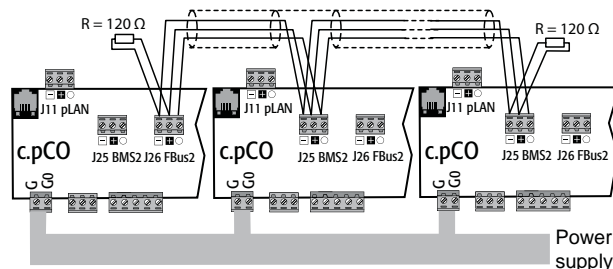 R = 120 Ω
R = 120 Ω
J11 pLAN
J11 pLAN
J11 pLAN
c.pCO
J25 BMS2
J26 FBus2
c.pCO
J25 BMS2
J26 FBus2
c.pCO
J25 BMS2
J26 FBus2
G
G0
G
G0
G
G0
Power
supply